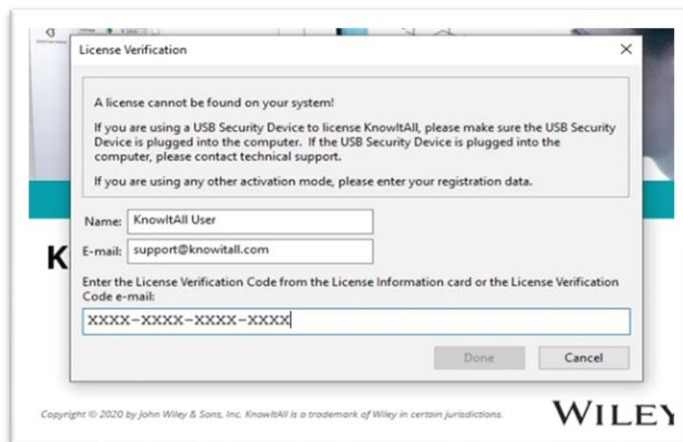 License Verification
A license cannot be found on your system!
If you are using a USB Security Device to license KnowItAll, please make sure the USB Security
Device is plugged into the computer. If the USB Security Device is plugged into the
computer, please contact technical support.
If you are using any other activation mode, please enter your registration data.
Name: KnowItAll User
E-mail: support@knowitall.com
K
Enter the License Verification Code from the License Information card or the License Verification
Code e-mail:
XXXX-XXXX-XXXX-XXXX
Done Cancel
Copyright © 2020 by John Wiley & Sons, Inc. KnowItAll is a trademark of Wiley in certain jurisdictions.
WILEY